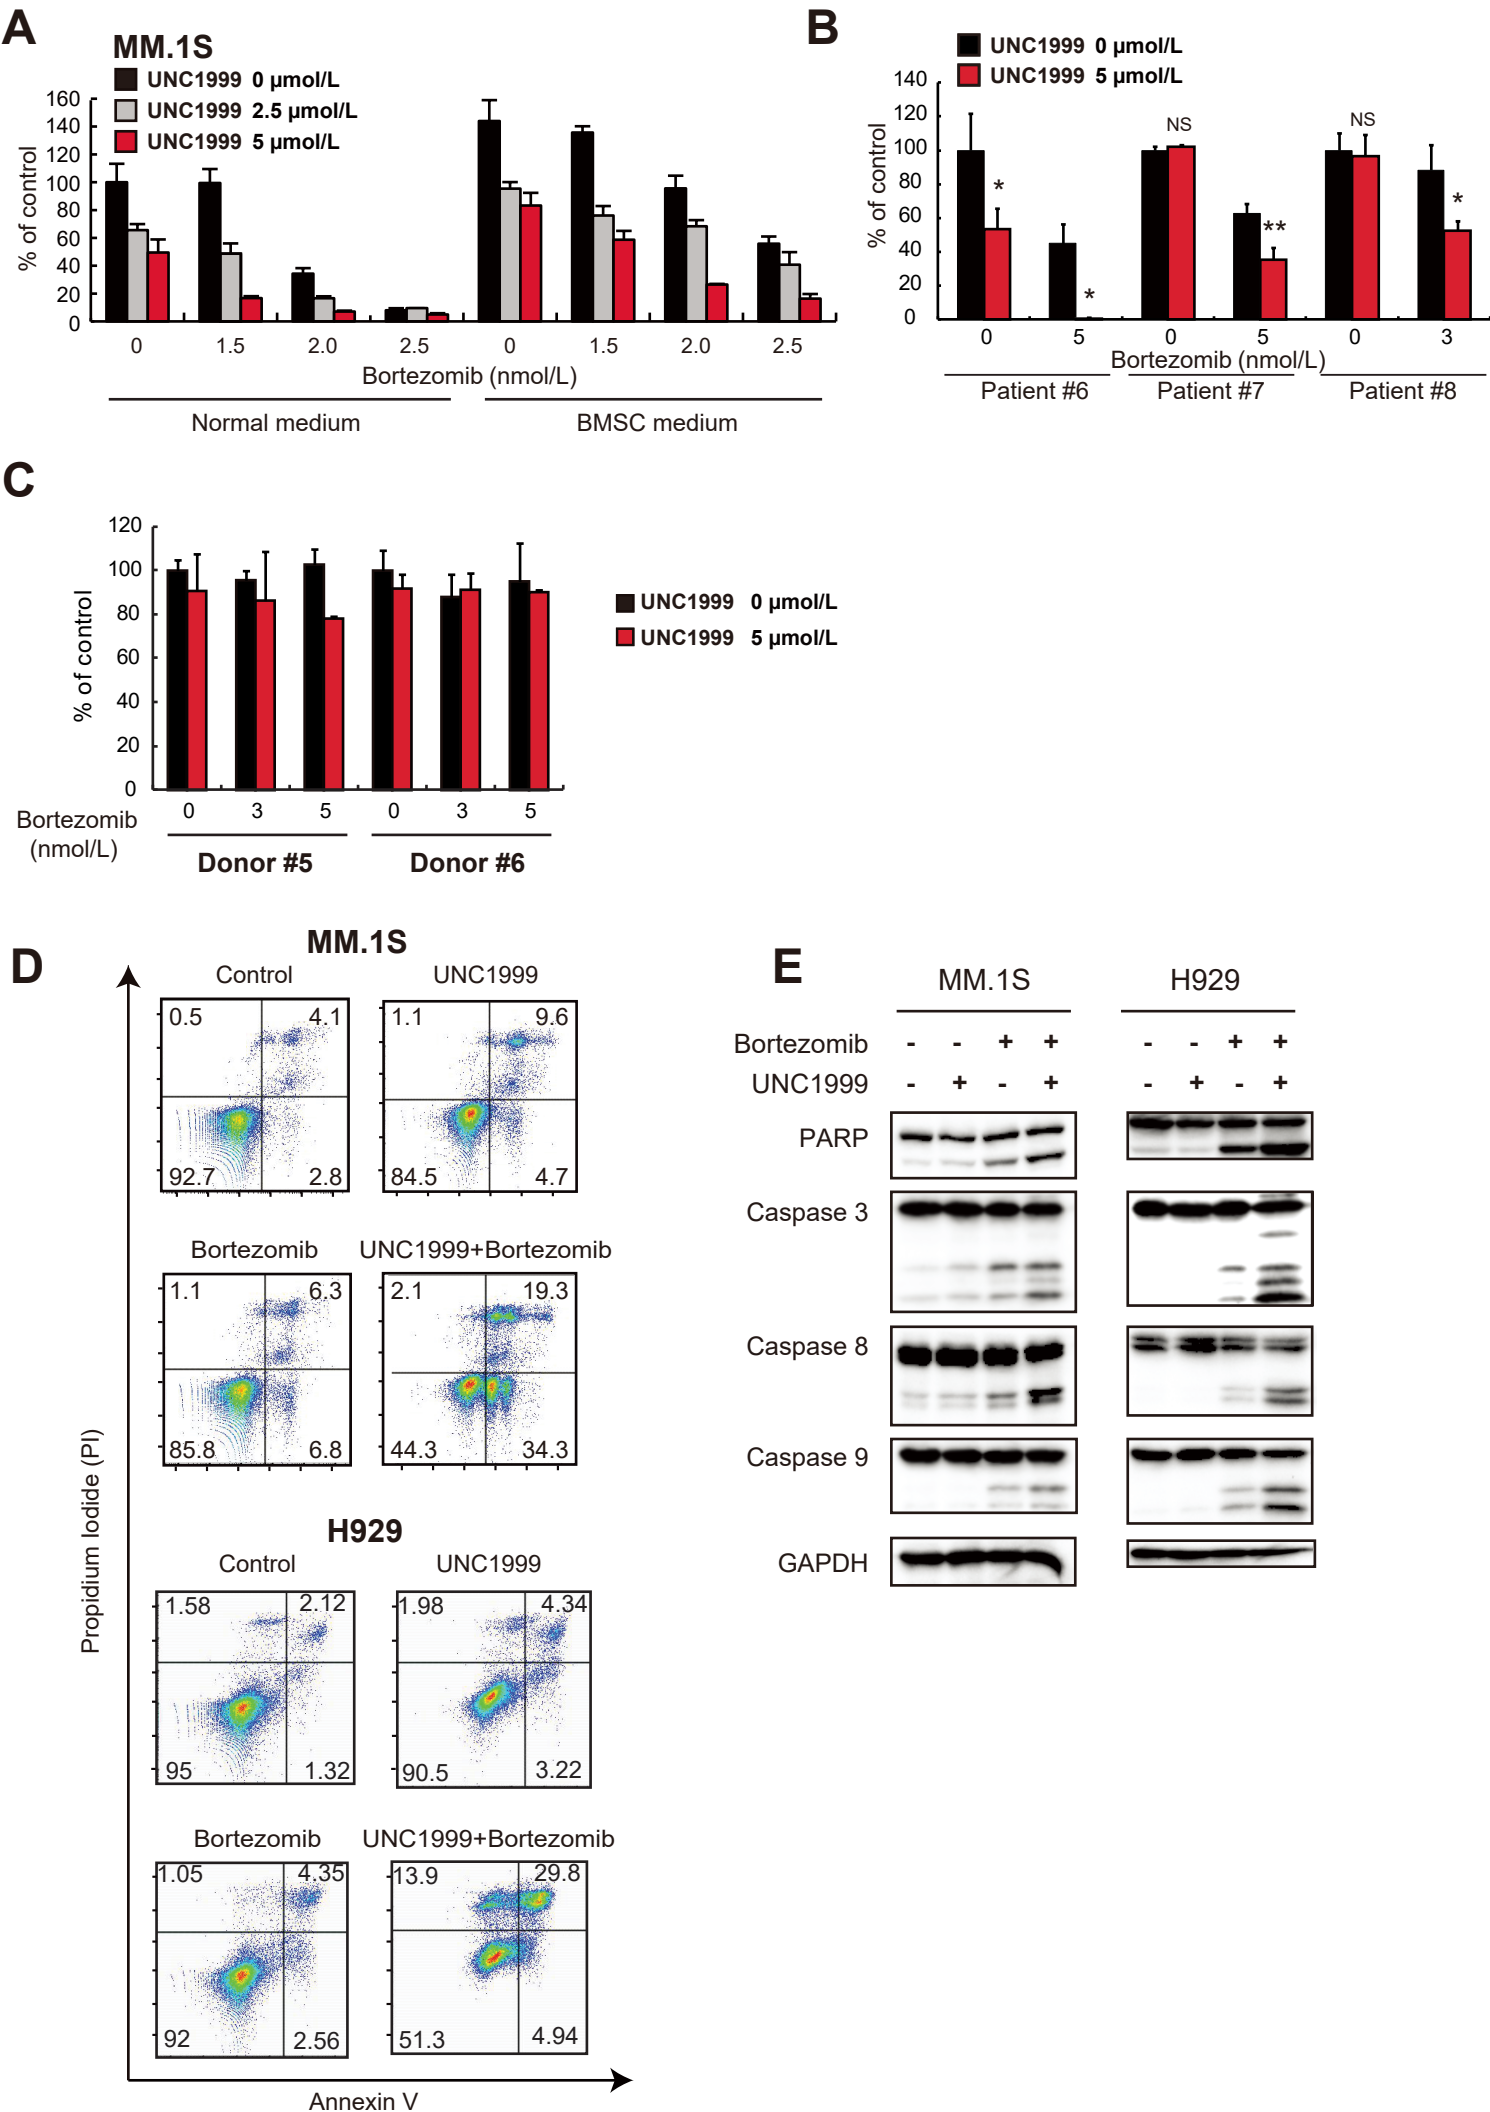 A
MM.1S
UNC1999 0 µmol/L
UNC1999 2.5 µmol/L
UNC1999 5 µmol/L
% of control
160
140
120
100
80
60
40
20
0
0 1.5 2.0 2.5 0 1.5 2.0 2.5
Bortezomib (nmol/L)
Normal medium BMSC medium
B
UNC1999 0 µmol/L
UNC1999 5 µmol/L
% of control
140
120
100
80
60
40
20
0
* * NS ** NS *
0 5 0 5 0 3
Bortezomib (nmol/L)
Patient #6 Patient #7 Patient #8
C
% of control
120
100
80
60
40
20
0
UNC1999 0 µmol/L
UNC1999 5 µmol/L
0 3 5 0 3 5
Bortezomib
(nmol/L)
Donor #5 Donor #6
D
MM.1S
Control UNC1999
0.5 4.1 1.1 9.6
92.7 2.8 84.5 4.7
Bortezomib UNC1999+Bortezomib
1.1 6.3 2.1 19.3
85.8 6.8 44.3 34.3
H929
Control UNC1999
1.58 2.12 1.98 4.34
95 1.32 90.5 3.22
Bortezomib UNC1999+Bortezomib
1.05 4.35 13.9 29.8
92 2.56 51.3 4.94
Propidium Iodide (PI)
Annexin V
E
MM.1S H929
Bortezomib - - + + - - + +
UNC1999 - + - + - + - +
PARP
Caspase 3
Caspase 8
Caspase 9
GAPDH